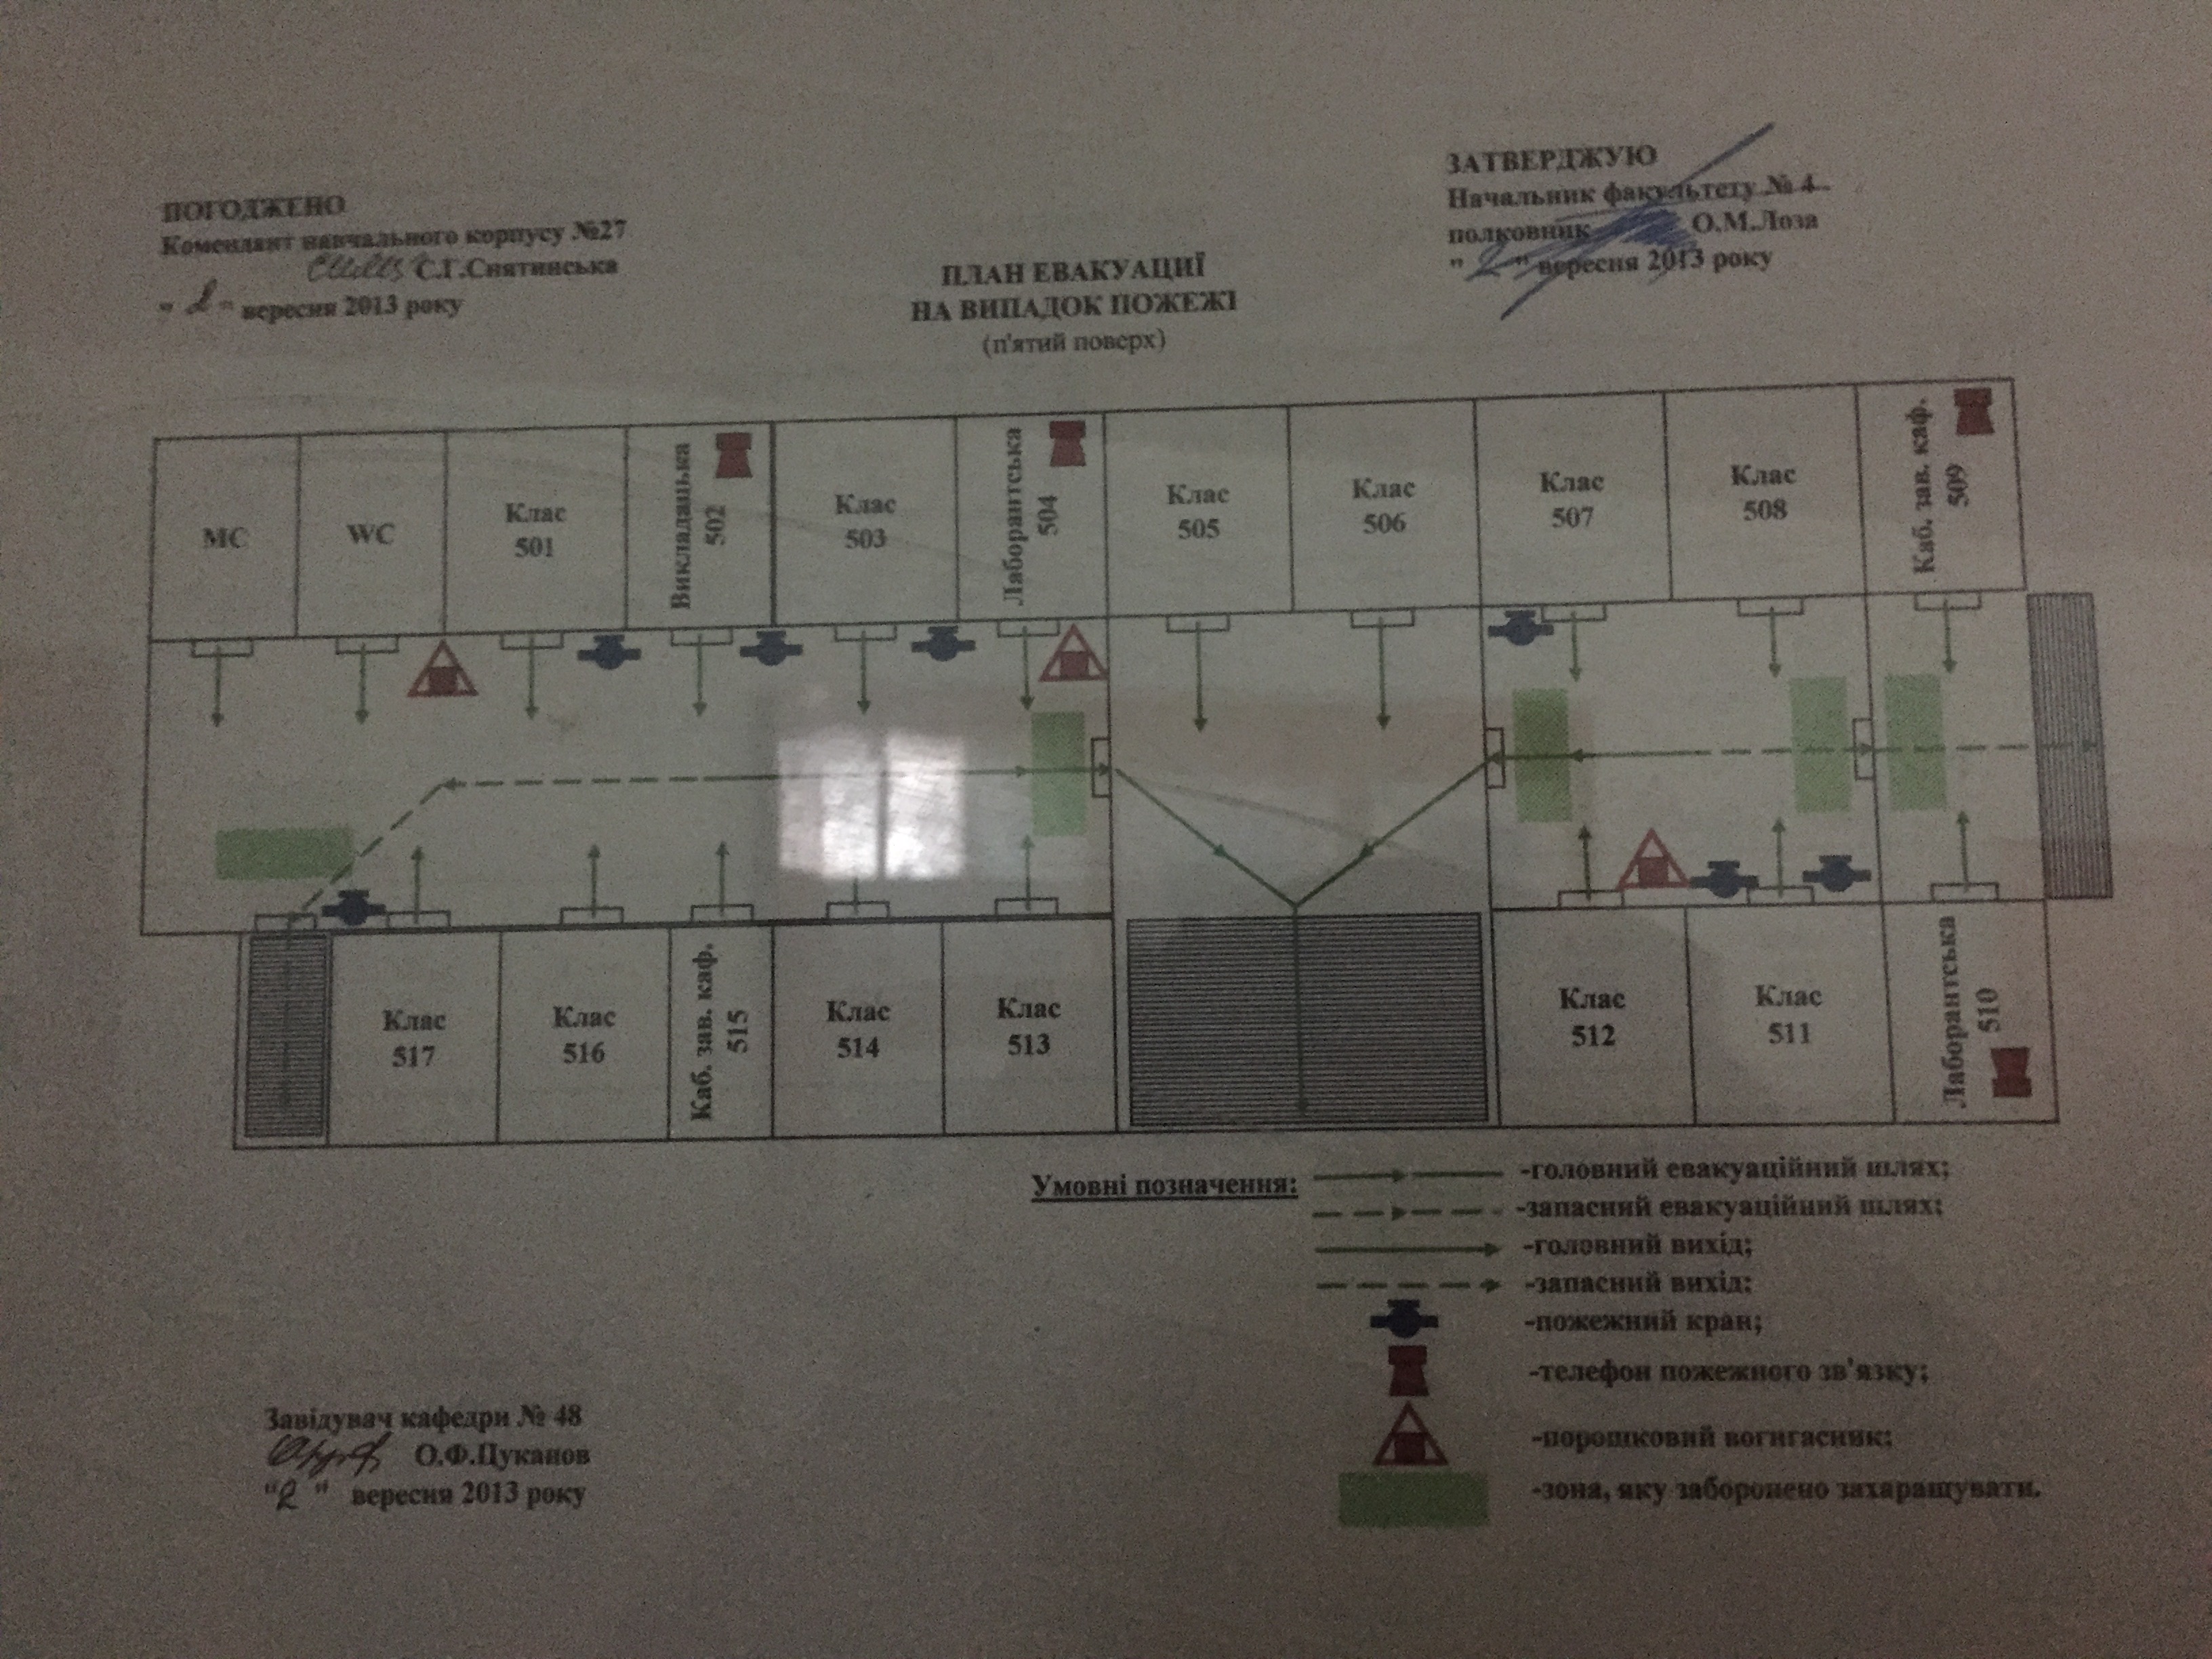 ПОГОДЖЕНО
Комендант навчального корпусу №27
С.Г.Снятинська
"2" вересня 2013 року
ЗАТВЕРДЖУЮ
Начальник факультету № 4
полковник О.М.Лоза
"2" вересня 2013 року
ПЛАН ЕВАКУАЦИЇ
НА ВИПАДОК ПОЖЕЖІ
(п'ятий поверх)
МС
WC
Клас
501
Викладацька
502
Клас
503
Лаборантська
504
Клас
505
Клас
506
Клас
507
Клас
508
Каб. зав. каф.
509
Клас
517
Клас
516
Каб. зав. каф.
515
Клас
514
Клас
513
Клас
512
Клас
511
Лаборантська
510
Умовні позначення:
-головний евакуаційний шлях;
-запасний евакуаційний шлях;
-головний вихід;
-запасний вихід;
-пожежний кран;
-телефон пожежного зв'язку;
-порошковий вогнгасник;
-зона, яку заборонено захаращувати.
Завідувач кафедри № 48
О.Ф.Цуканов
"2" вересня 2013 року